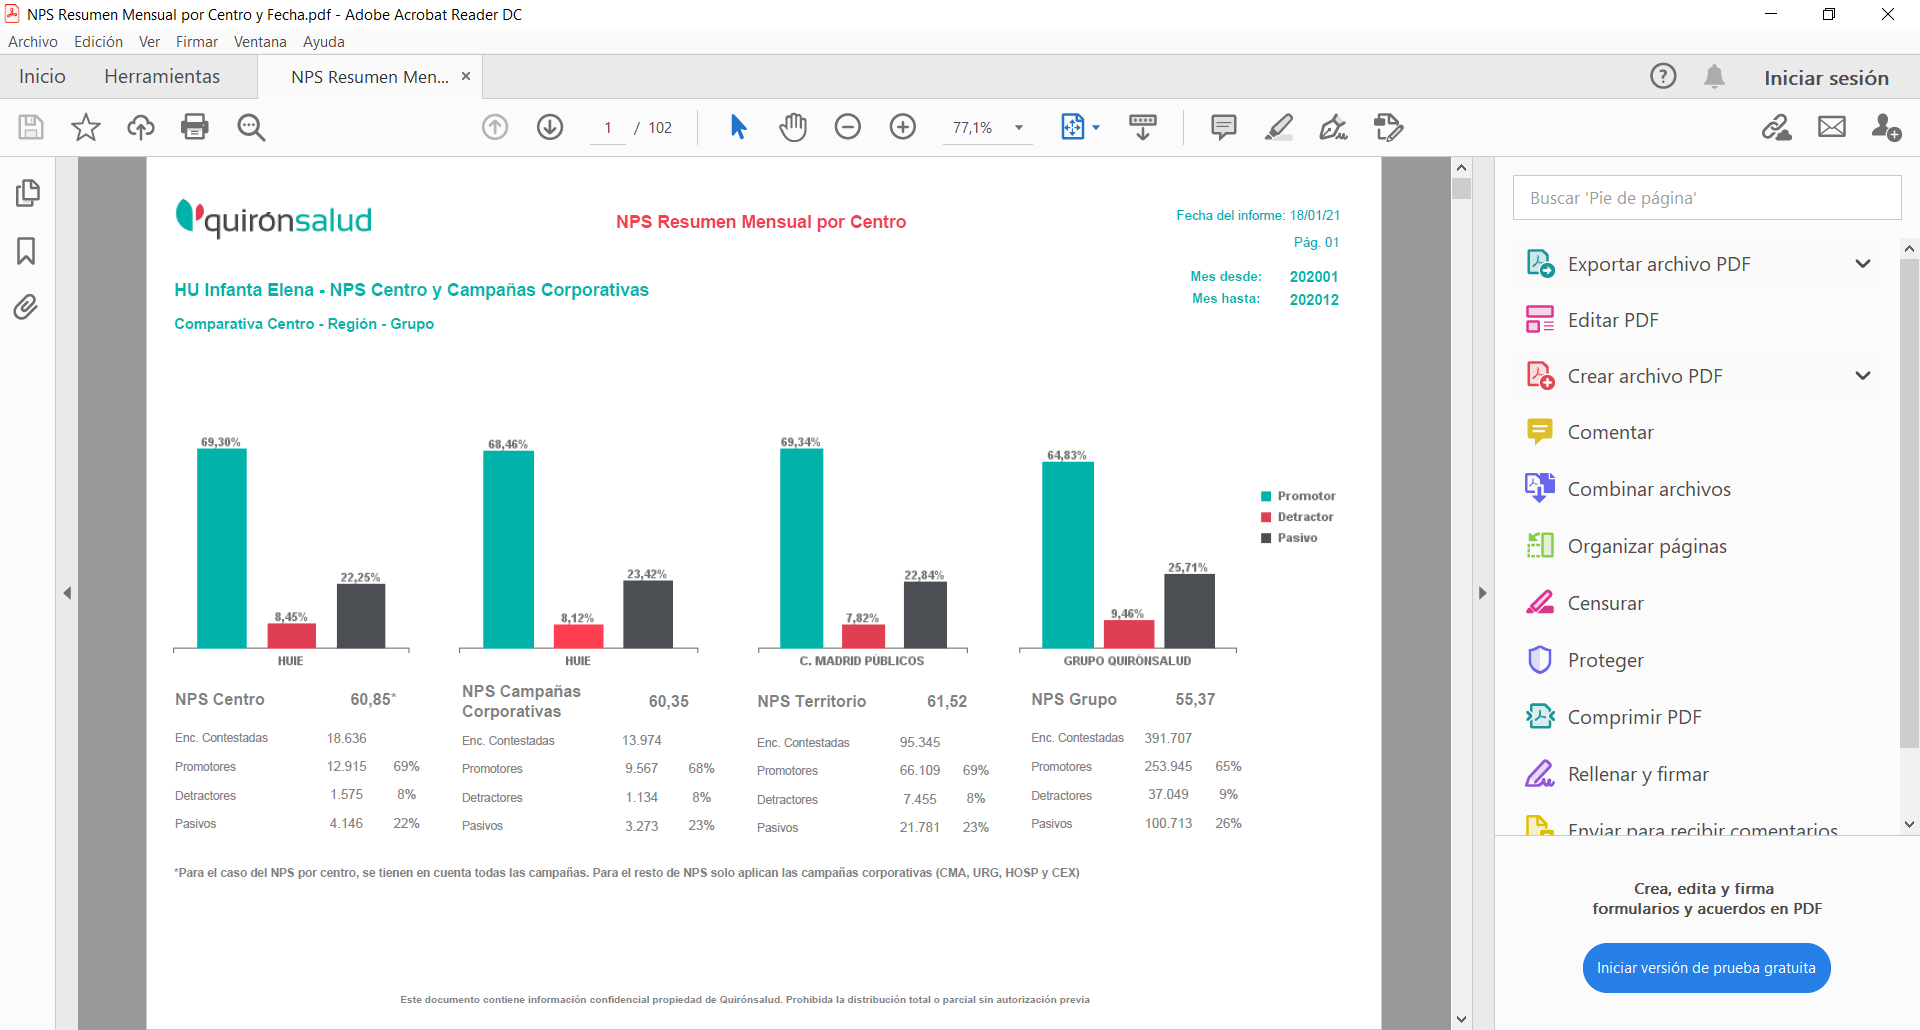 NPS Resumen Mensual por Centro y Fecha.pdf - Adobe Acrobat Reader DC
Archivo Edición Ver Firmar Ventana Ayuda
Inicio Herramientas NPS Resumen Men... × Iniciar sesión
1 / 102 77,1%
quirónsalud
NPS Resumen Mensual por Centro
Fecha del informe: 18/01/21
Pág. 01
HU Infanta Elena - NPS Centro y Campañas Corporativas
Mes desde: 202001
Mes hasta: 202012
Comparativa Centro - Región - Grupo
69,30% 68,46% 69,34% 64,83%
Promotor
Detractor
Pasivo
22,25% 23,42% 22,84% 25,71%
8,45% 8,12% 7,82% 9,46%
HUIE HUIE C. MADRID PÚBLICOS GRUPO QUIRÓNSALUD
NPS Centro 60,85*
Enc. Contestadas 18.636
Promotores 12.915 69%
Detractores 1.575 8%
Pasivos 4.146 22%
NPS Campañas
Corporativas 60,35
Enc. Contestadas 13.974
Promotores 9.567 68%
Detractores 1.134 8%
Pasivos 3.273 23%
NPS Territorio 61,52
Enc. Contestadas 95.345
Promotores 66.109 69%
Detractores 7.455 8%
Pasivos 21.781 23%
NPS Grupo 55,37
Enc. Contestadas 391.707
Promotores 253.945 65%
Detractores 37.049 9%
Pasivos 100.713 26%
*Para el caso del NPS por centro, se tienen en cuenta todas las campañas. Para el resto de NPS solo aplican las campañas corporativas (CMA, URG, HOSP y CEX)
Este documento contiene información confidencial propiedad de Quirónsalud. Prohibida la distribución total o parcial sin autorización previa
Buscar 'Pie de página'
Exportar archivo PDF
Editar PDF
Crear archivo PDF
Comentar
Combinar archivos
Organizar páginas
Censurar
Proteger
Comprimir PDF
Rellenar y firmar
Enviar para recibir comentarios
Crea, edita y firma
formularios y acuerdos en PDF
Iniciar versión de prueba gratuita